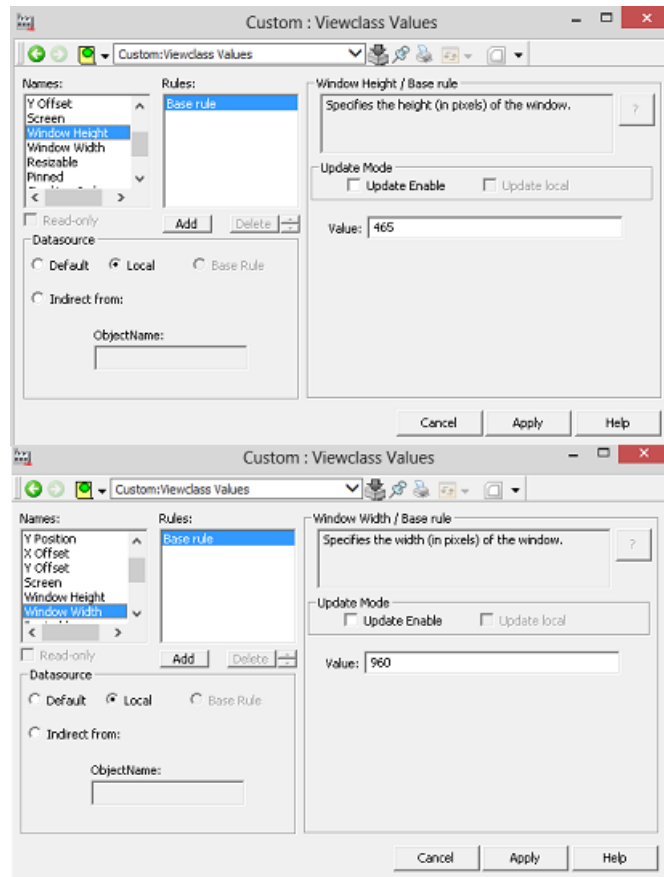 Custom : Viewclass Values
Custom:Viewclass Values
Names:
Y Offset
Screen
Window Height
Window Width
Resizable
Pinned
Read-only
Rules:
Base rule
Add
Delete
Datasource
Default
Local
Base Rule
Indirect from:
ObjectName:
Window Height / Base rule
Specifies the height (in pixels) of the window.
?
Update Mode
Update Enable
Update local
Value: 465
Cancel
Apply
Help
Custom : Viewclass Values
Custom:Viewclass Values
Names:
Y Position
X Offset
Y Offset
Screen
Window Height
Window Width
Read-only
Rules:
Base rule
Add
Delete
Datasource
Default
Local
Base Rule
Indirect from:
ObjectName:
Window Width / Base rule
Specifies the width (in pixels) of the window.
?
Update Mode
Update Enable
Update local
Value: 960
Cancel
Apply
Help